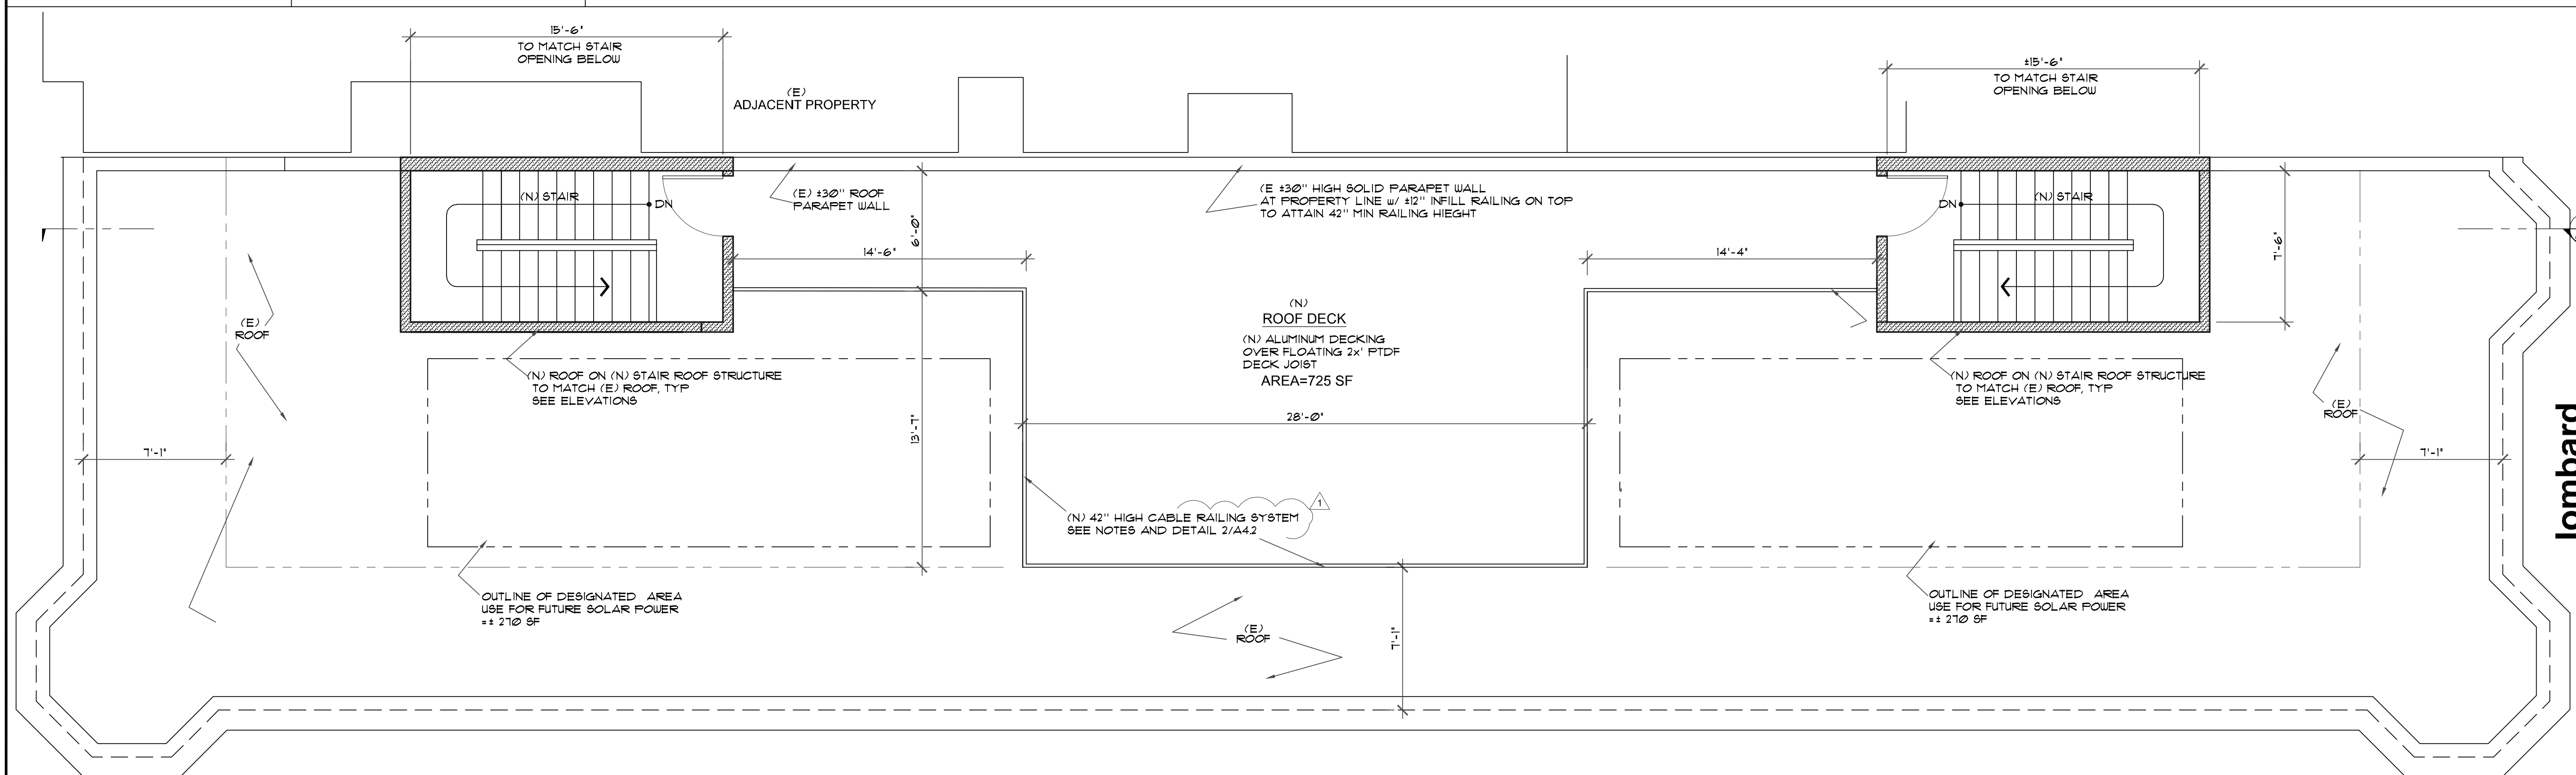 15'-6"
TO MATCH STAIR
OPENING BELOW
±15'-6"
TO MATCH STAIR
OPENING BELOW
(E)
ADJACENT PROPERTY
(N) STAIR
DN
(E) ±30" ROOF
PARAPET WALL
6'-0"
(E ±30" HIGH SOLID PARAPET WALL
AT PROPERTY LINE w/ ±12" INFILL RAILING ON TOP
TO ATTAIN 42" MIN RAILING HIEGHT
DN
(N) STAIR
7'-6"
14'-6"
14'-4"
(E)
ROOF
(N)
ROOF DECK
(N) ALUMINUM DECKING
OVER FLOATING 2x' PTDF
DECK JOIST
AREA=725 SF
(N) ROOF ON (N) STAIR ROOF STRUCTURE
TO MATCH (E) ROOF, TYP
SEE ELEVATIONS
(N) ROOF ON (N) STAIR ROOF STRUCTURE
TO MATCH (E) ROOF, TYP
SEE ELEVATIONS
(E)
ROOF
13'-7"
28'-0"
7'-1"
7'-1"
lombard
(N) 42" HIGH CABLE RAILING SYSTEM
SEE NOTES AND DETAIL 2/A4.2
1
OUTLINE OF DESIGNATED AREA
USE FOR FUTURE SOLAR POWER
=± 270 SF
(E)
ROOF
7'-1"
OUTLINE OF DESIGNATED AREA
USE FOR FUTURE SOLAR POWER
=± 270 SF